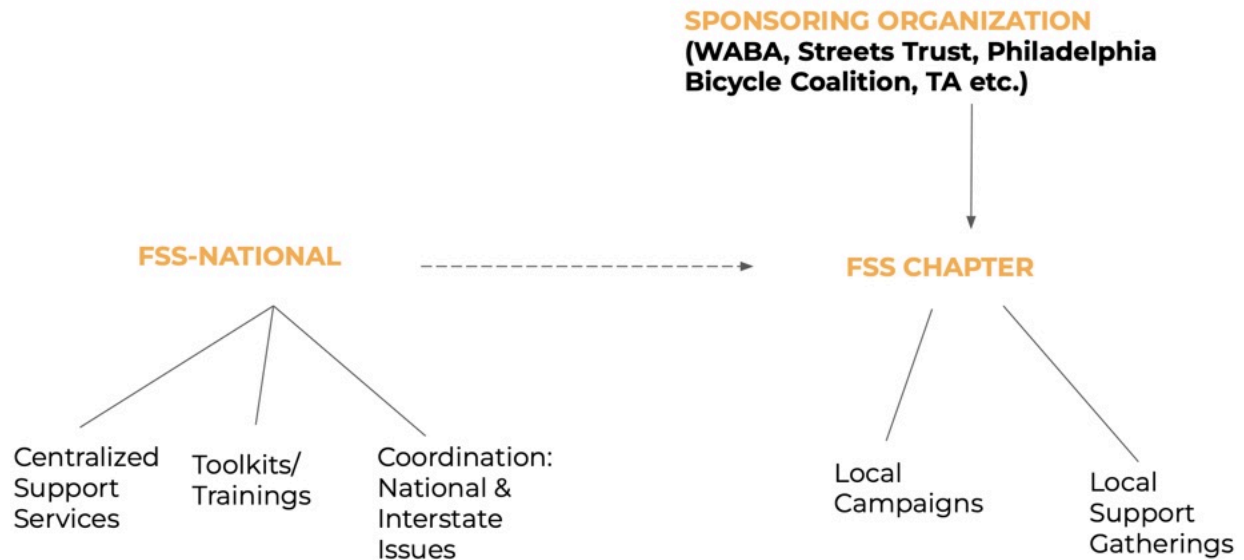 SPONSORING ORGANIZATION
(WABA, Streets Trust, Philadelphia
Bicycle Coalition, TA etc.)
FSS-NATIONAL
FSS CHAPTER
Centralized
Support
Services
Toolkits/
Trainings
Coordination:
National &
Interstate
Issues
Local
Campaigns
Local
Support
Gatherings